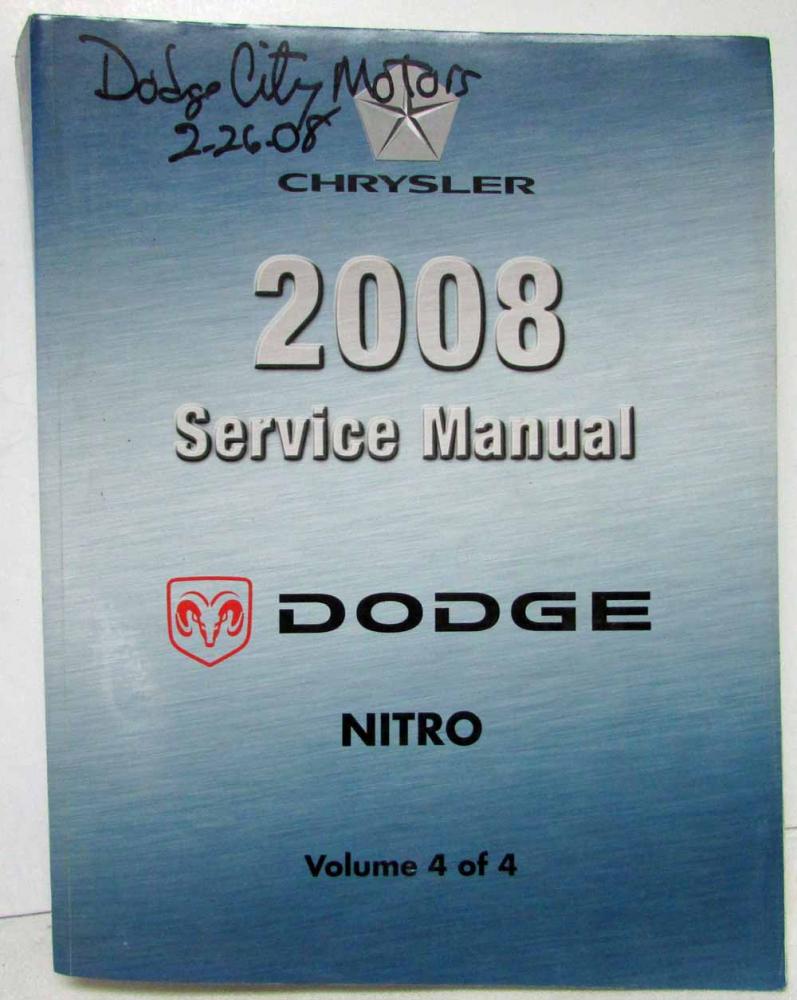 Dodge City Motors
2-26-08
CHRYSLER
2008
Service Manual
DODGE
NITRO
Volume 4 of 4